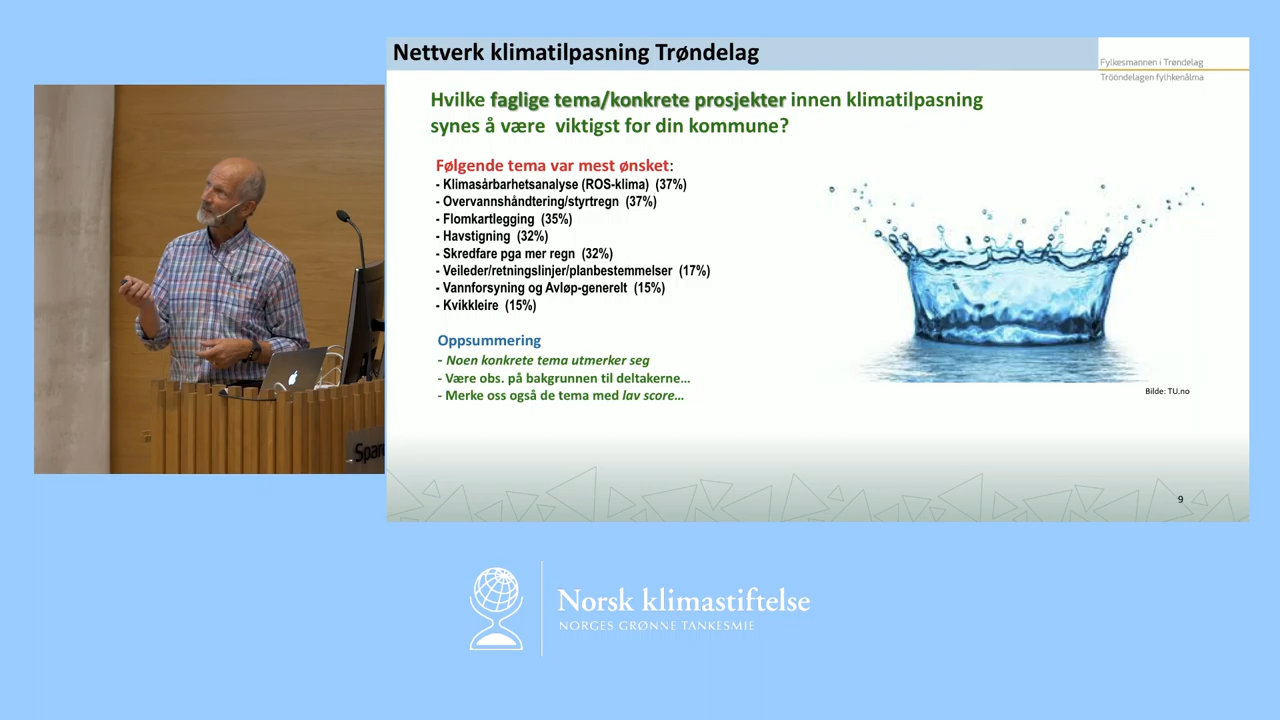 Nettverk klimatilpasning Trøndelag
Fylkesmannen i Trøndelag
Trööndelagen fylhkenålma
Hvilke faglige tema/konkrete prosjekter innen klimatilpasning
synes å være viktigst for din kommune?
Følgende tema var mest ønsket:
- Klimasårbarhetsanalyse (ROS-klima) (37%)
- Overvannshåndtering/styrtregn (37%)
- Flomkartlegging (35%)
- Havstigning (32%)
- Skredfare pga mer regn (32%)
- Veileder/retningslinjer/planbestemmelser (17%)
- Vannforsyning og Avløp-generelt (15%)
- Kvikkleire (15%)
Oppsummering
- Noen konkrete tema utmerker seg
- Være obs. på bakgrunnen til deltakerne…
- Merke oss også de tema med lav score…
Bilde: TU.no
9
Spare
Norsk klimastiftelse
NORGES GRØNNE TANKESMIE